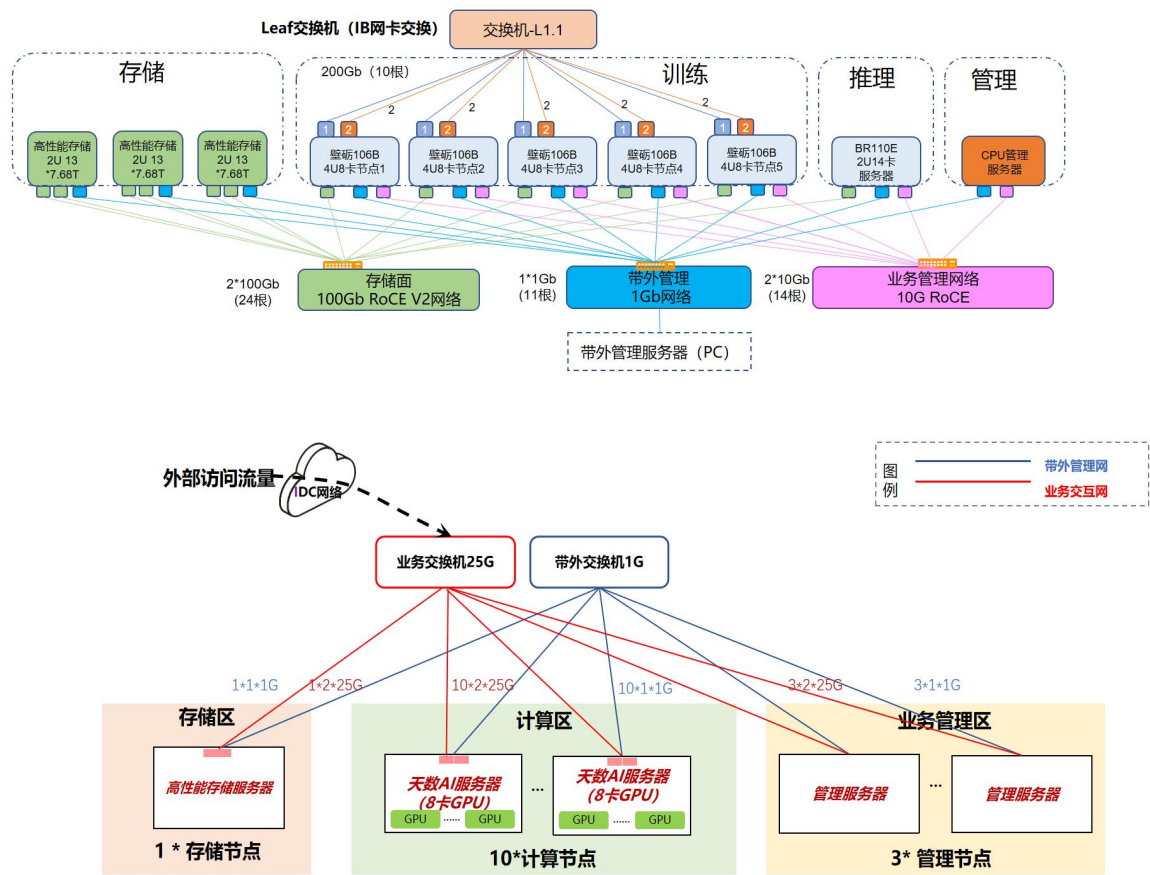 Leaf交换机（IB网卡交换）
交换机-L1.1
存储
200Gb（10根）
训练
推理
管理
2
2
2
2
2
1
2
1
2
1
2
1
2
1
2
高性能存储
2U 13
*7.68T
高性能存储
2U 13
*7.68T
高性能存储
2U 13
*7.68T
壁砺106B
4U8卡节点1
壁砺106B
4U8卡节点2
壁砺106B
4U8卡节点3
壁砺106B
4U8卡节点4
壁砺106B
4U8卡节点5
BR110E
2U14卡
服务器
CPU管理
服务器
2*100Gb
(24根)
存储面
100Gb RoCE V2网络
1*1Gb
(11根)
带外管理
1Gb网络
2*10Gb
(14根)
业务管理网络
10G RoCE
带外管理服务器（PC）
外部访问流量
IDC网络
图例
带外管理网
业务交互网
业务交换机25G
带外交换机1G
1*1*1G
1*2*25G
10*2*25G
10*1*1G
3*2*25G
3*1*1G
存储区
计算区
业务管理区
高性能存储服务器
天数AI服务器
(8卡GPU)
GPU
......
GPU
...
天数AI服务器
(8卡GPU)
GPU
......
GPU
管理服务器
...
管理服务器
1 * 存储节点
10*计算节点
3* 管理节点